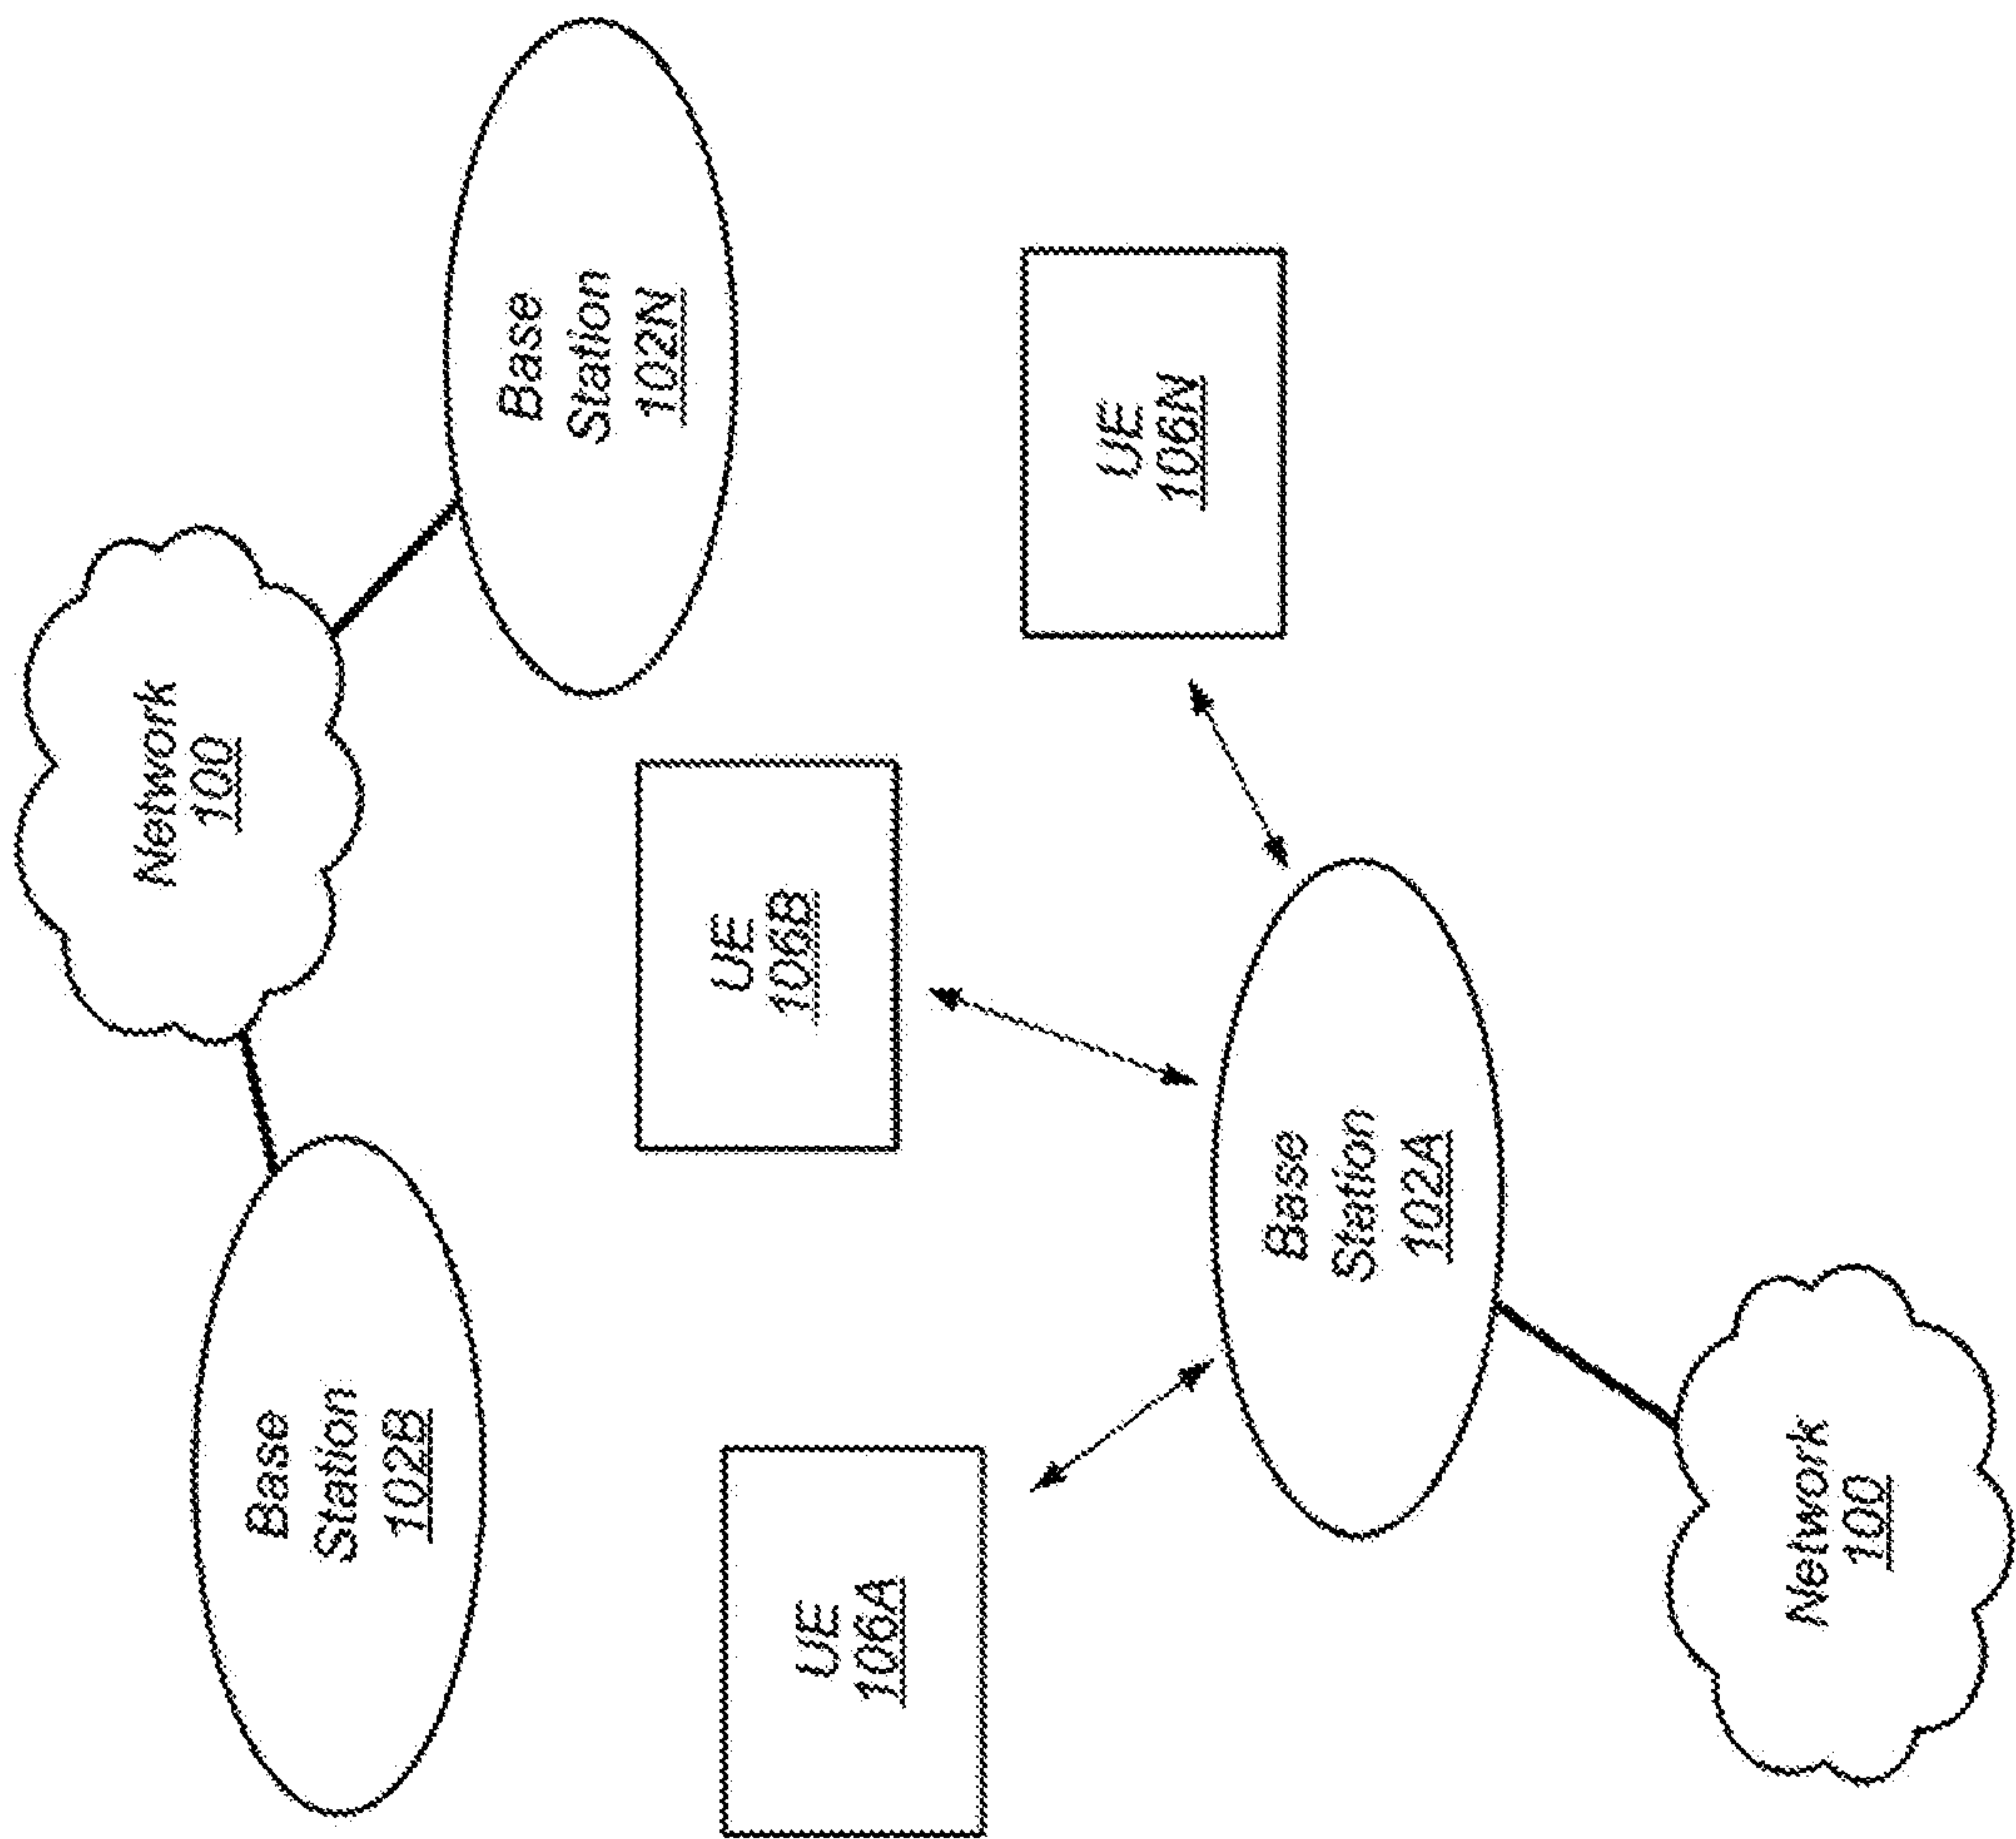 Base
Station
102B
Network
100
Base
Station
102N
UE
106A
UE
106B
UE
106N
Base
Station
102A
Network
100